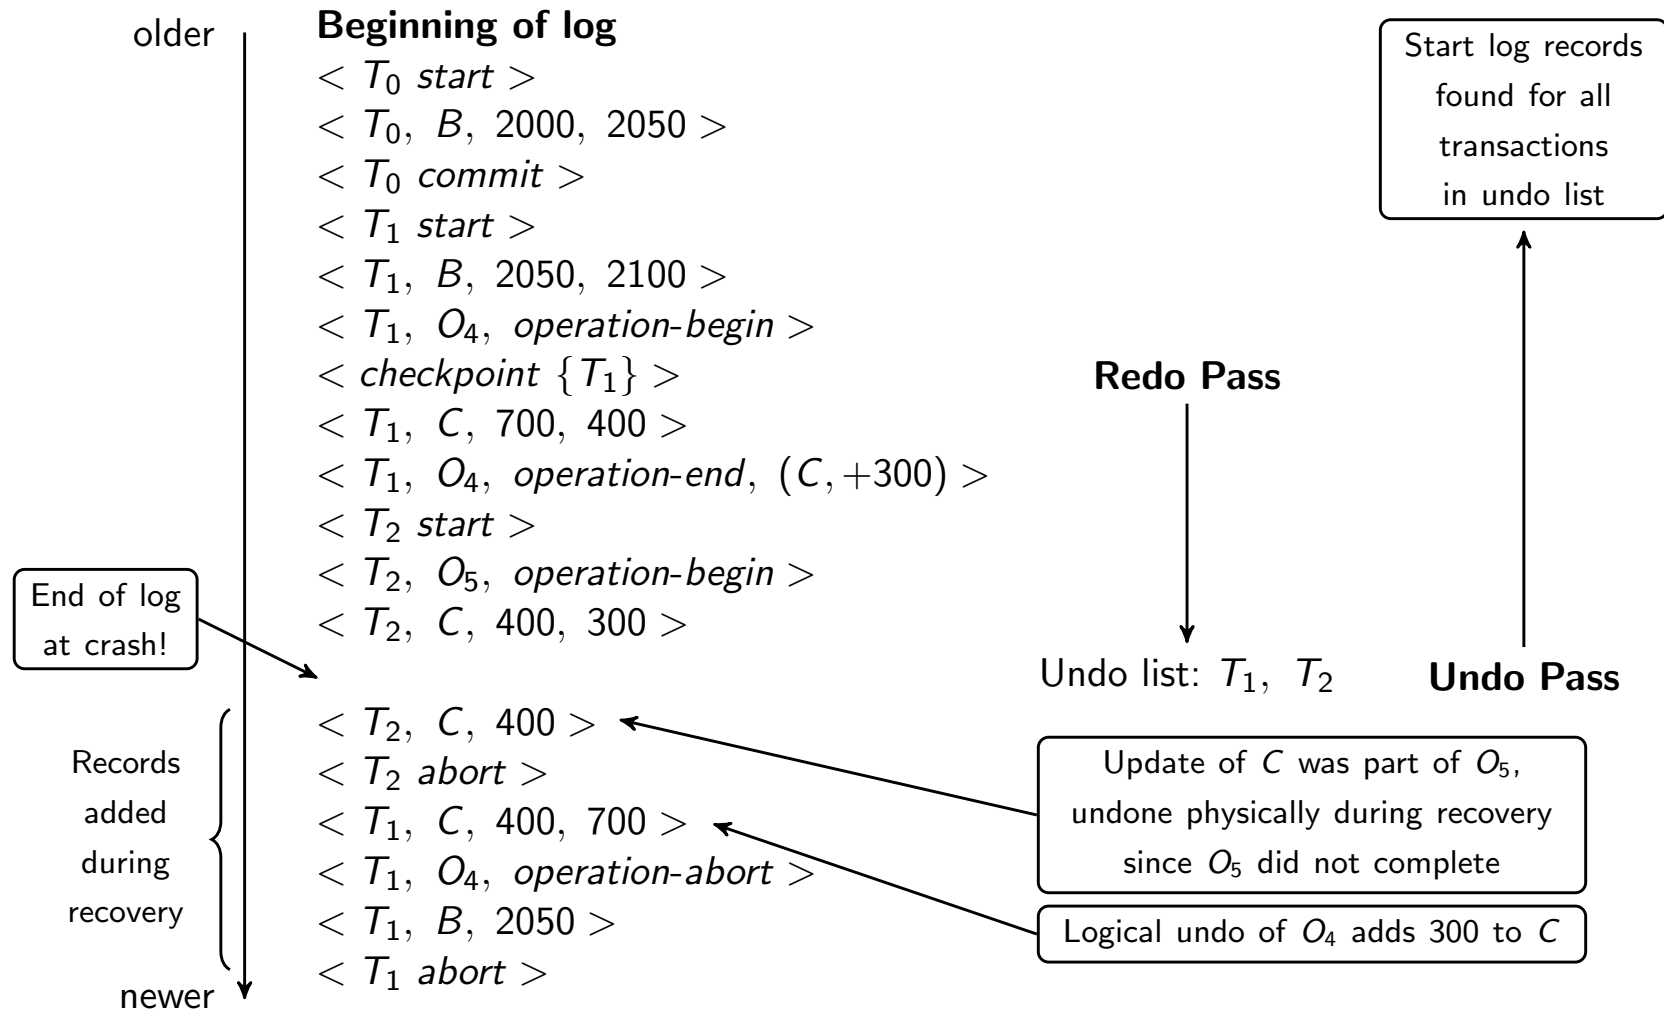 older
Beginning of log
< T₀ start >
< T₀, B, 2000, 2050 >
< T₀ commit >
< T₁ start >
< T₁, B, 2050, 2100 >
< T₁, O₄, operation-begin >
< checkpoint {T₁} >
< T₁, C, 700, 400 >
< T₁, O₄, operation-end, (C, +300) >
< T₂ start >
< T₂, O₅, operation-begin >
< T₂, C, 400, 300 >
End of log
at crash!
< T₂, C, 400 >
< T₂ abort >
< T₁, C, 400, 700 >
< T₁, O₄, operation-abort >
< T₁, B, 2050 >
< T₁ abort >
Records
added
during
recovery
newer
Redo Pass
Undo list: T₁, T₂
Undo Pass
Start log records
found for all
transactions
in undo list
Update of C was part of O₅,
undone physically during recovery
since O₅ did not complete
Logical undo of O₄ adds 300 to C